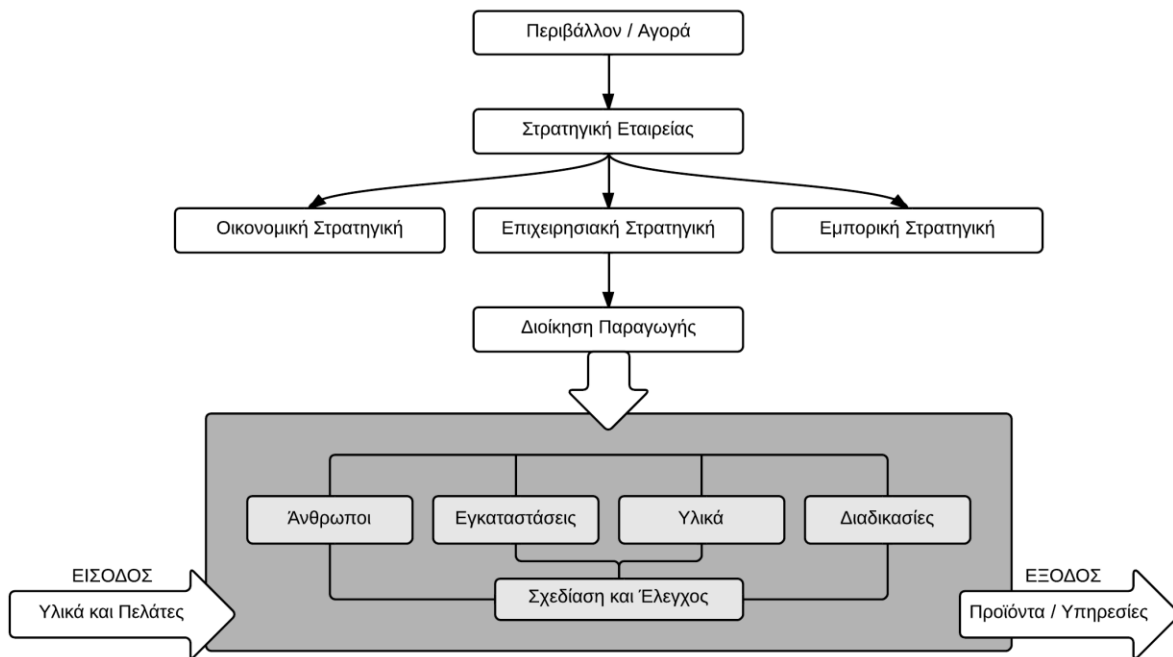 Περιβάλλον / Αγορά
Στρατηγική Εταιρείας
Οικονομική Στρατηγική
Επιχειρησιακή Στρατηγική
Εμπορική Στρατηγική
Διοίκηση Παραγωγής
Άνθρωποι
Εγκαταστάσεις
Υλικά
Διαδικασίες
ΕΙΣΟΔΟΣ
Υλικά και Πελάτες
Σχεδίαση και Έλεγχος
ΕΞΟΔΟΣ
Προϊόντα / Υπηρεσίες